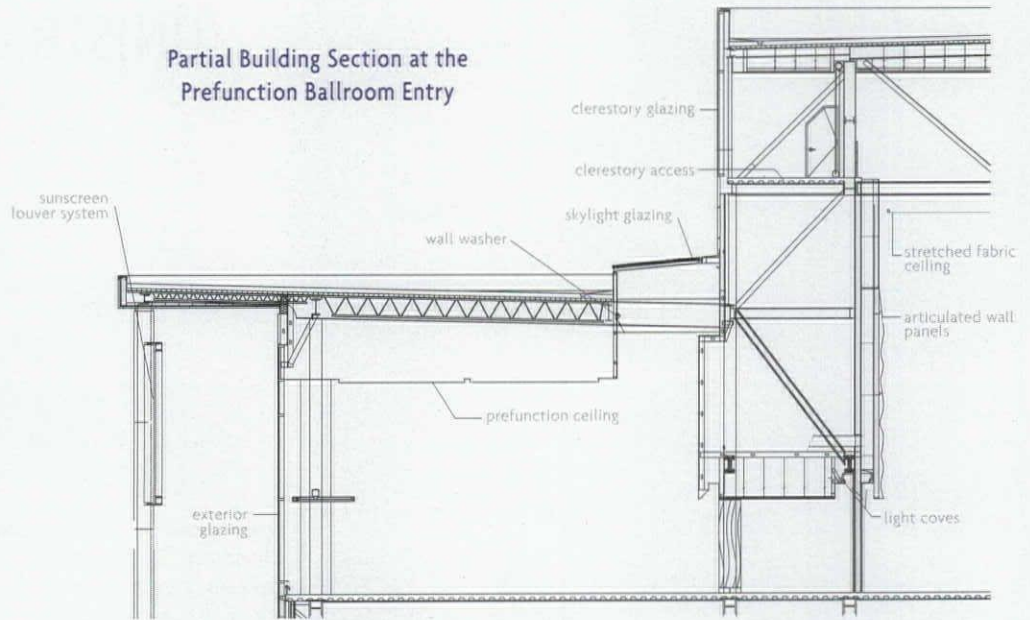 Partial Building Section at the
Prefunction Ballroom Entry
clerestory glazing
clerestory access
sunscreen
louver system
skylight glazing
wall washer
stretched fabric
ceiling
articulated wall
panels
prefunction ceiling
exterior
glazing
light coves